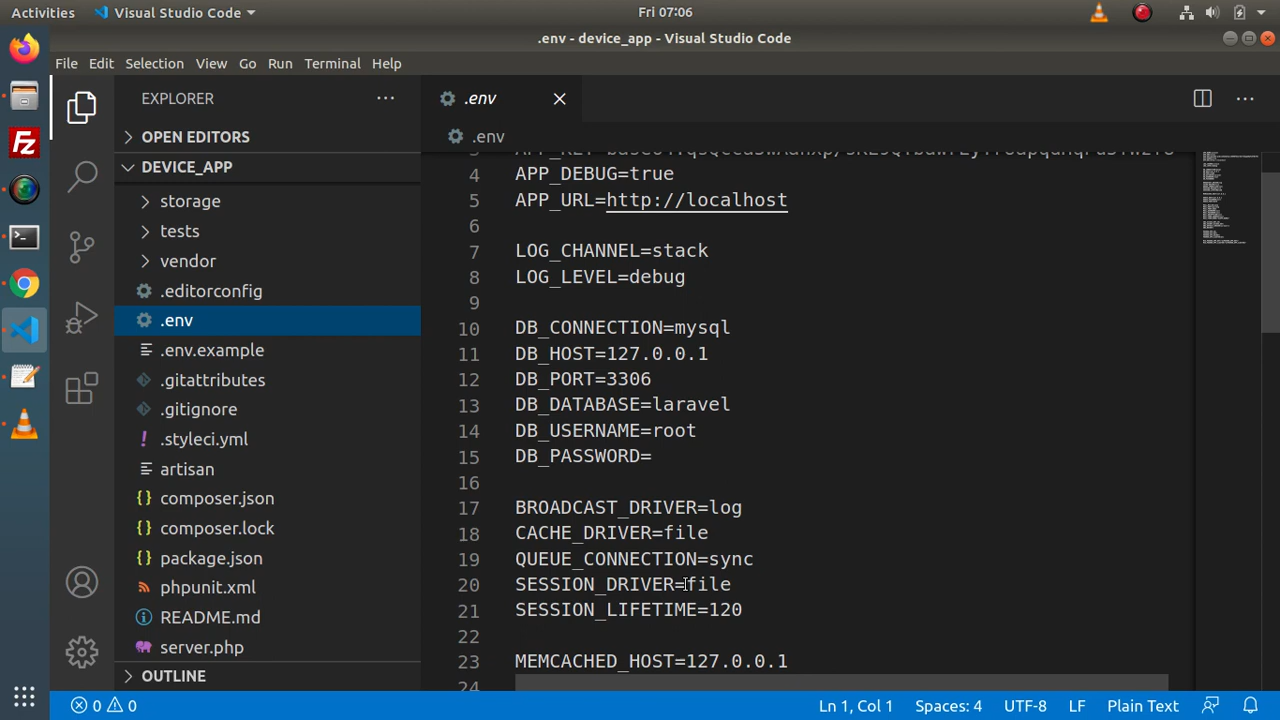 Activities
Visual Studio Code
Fri 07:06
.env - device_app - Visual Studio Code
File Edit Selection View Go Run Terminal Help
EXPLORER
OPEN EDITORS
DEVICE_APP
storage
tests
vendor
.editorconfig
.env
.env.example
.gitattributes
.gitignore
.styleci.yml
artisan
composer.json
composer.lock
package.json
phpunit.xml
README.md
server.php
OUTLINE
.env
.env
4 APP_DEBUG=true
5 APP_URL=http://localhost
6
7 LOG_CHANNEL=stack
8 LOG_LEVEL=debug
9
10 DB_CONNECTION=mysql
11 DB_HOST=127.0.0.1
12 DB_PORT=3306
13 DB_DATABASE=laravel
14 DB_USERNAME=root
15 DB_PASSWORD=
16
17 BROADCAST_DRIVER=log
18 CACHE_DRIVER=file
19 QUEUE_CONNECTION=sync
20 SESSION_DRIVER=file
21 SESSION_LIFETIME=120
22
23 MEMCACHED_HOST=127.0.0.1
24
0 0
Ln 1, Col 1
Spaces: 4
UTF-8
LF
Plain Text